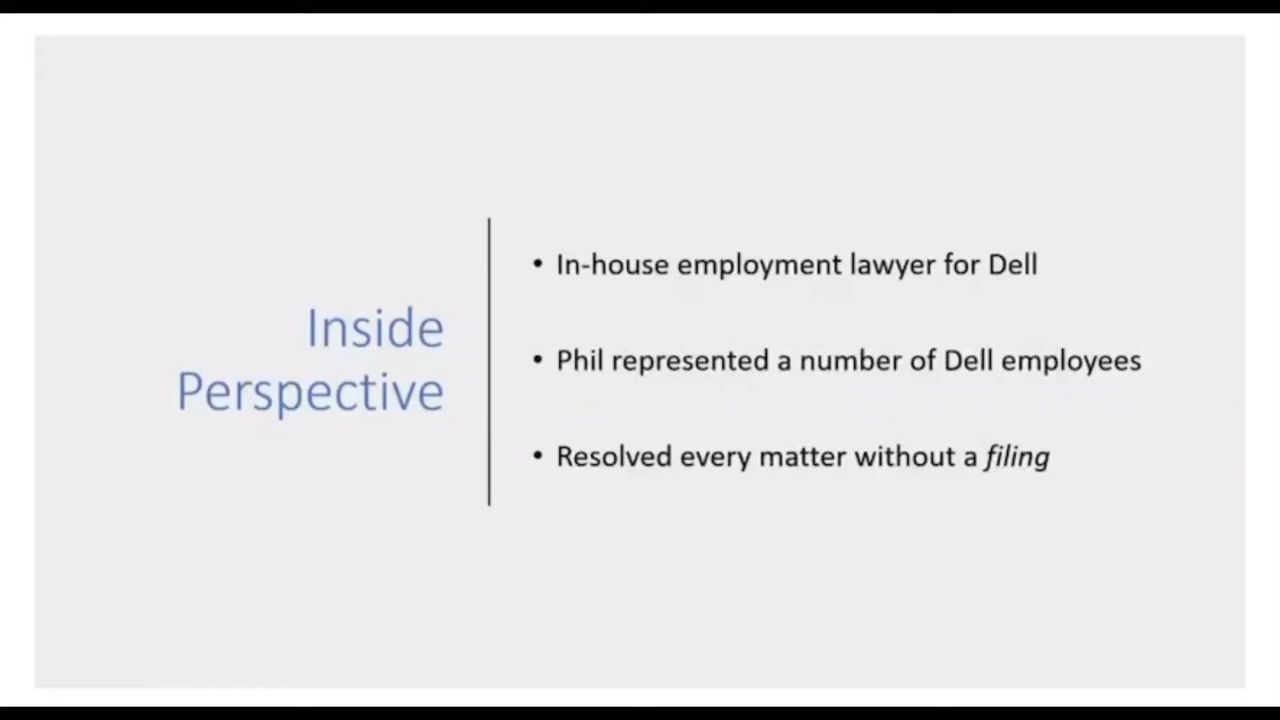 Inside
Perspective
• In-house employment lawyer for Dell
• Phil represented a number of Dell employees
• Resolved every matter without a filing